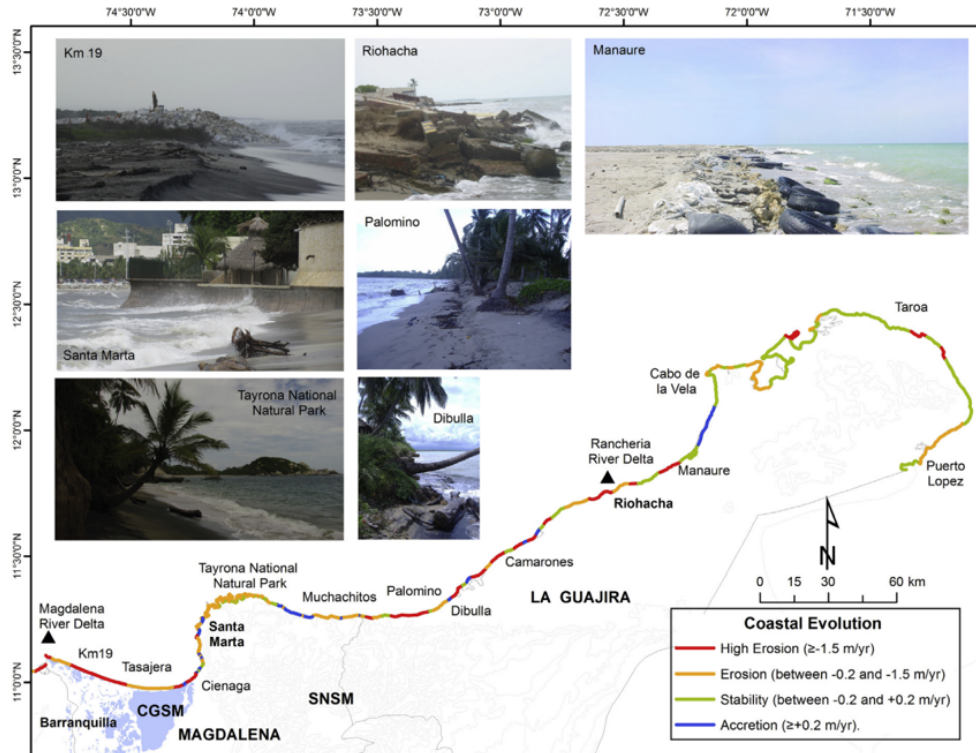 74°30'0"W
74°0'0"W
73°30'0"W
73°0'0"W
72°30'0"W
72°0'0"W
71°30'0"W
13°30'0"N
13°0'0"N
12°30'0"N
12°0'0"N
11°30'0"N
11°0'0"N
Km 19
Riohacha
Manaure
Santa Marta
Palomino
Tayrona National
Natural Park
Dibulla
Taroa
Cabo de
la Vela
Rancheria
River Delta
Manaure
Riohacha
Puerto
Lopez
Camarones
Tayrona National
Natural Park
Muchachitos
Palomino
Dibulla
LA GUAJIRA
Magdalena
River Delta
Santa
Marta
Km19
Tasajera
Cienaga
SNSM
CGSM
Barranquilla
MAGDALENA
N
0 15 30 60 km
Coastal Evolution
High Erosion (≥-1.5 m/yr)
Erosion (between -0.2 and -1.5 m/yr)
Stability (between -0.2 and +0.2 m/yr)
Accretion (≥+0.2 m/yr).